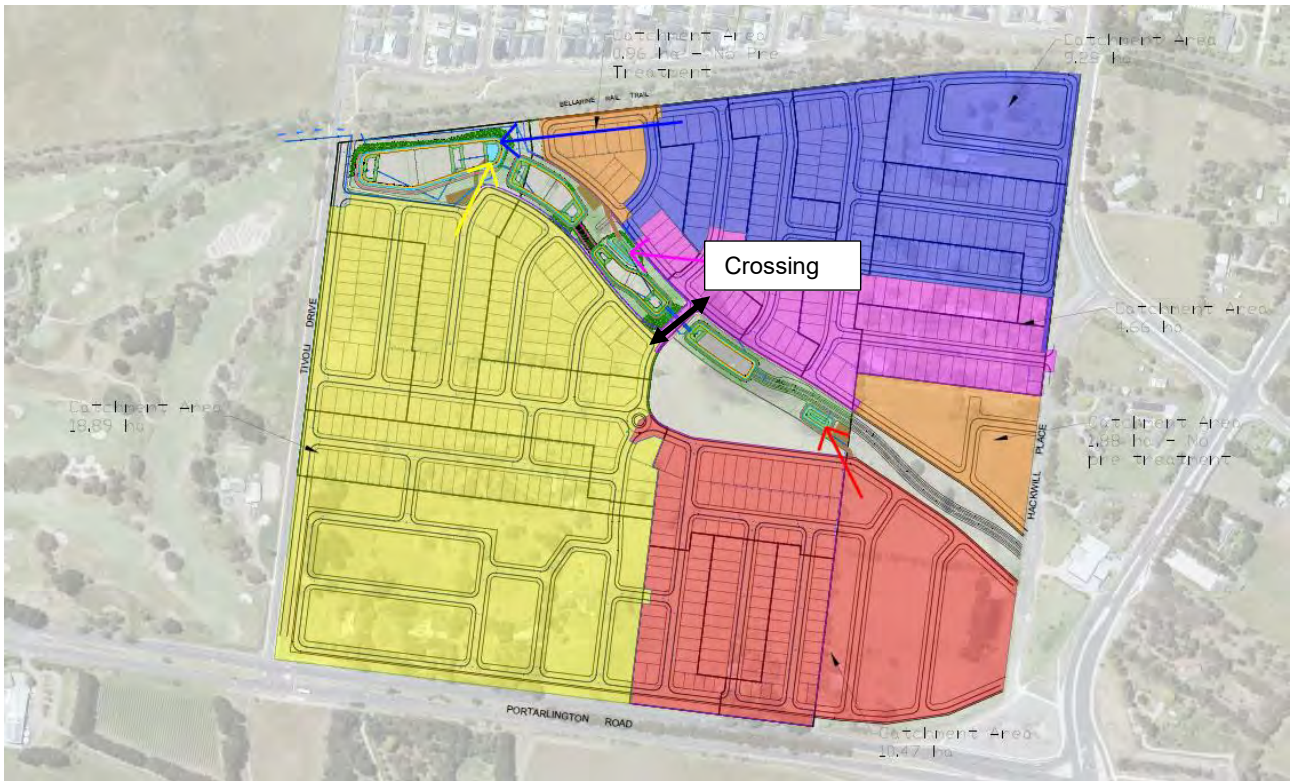 Catchment Area
0.96 ha - No Pre
Treatment
Catchment Area
9.29 ha
BELLARINE RAIL TRAIL
Crossing
Catchment Area
4.66 ha
TIVOLI DRIVE
Catchment Area
18.89 ha
Catchment Area
2.88 ha - No
pre treatment
HACKWILL PLACE
PORTARLINGTON ROAD
Catchment Area
10.47 ha